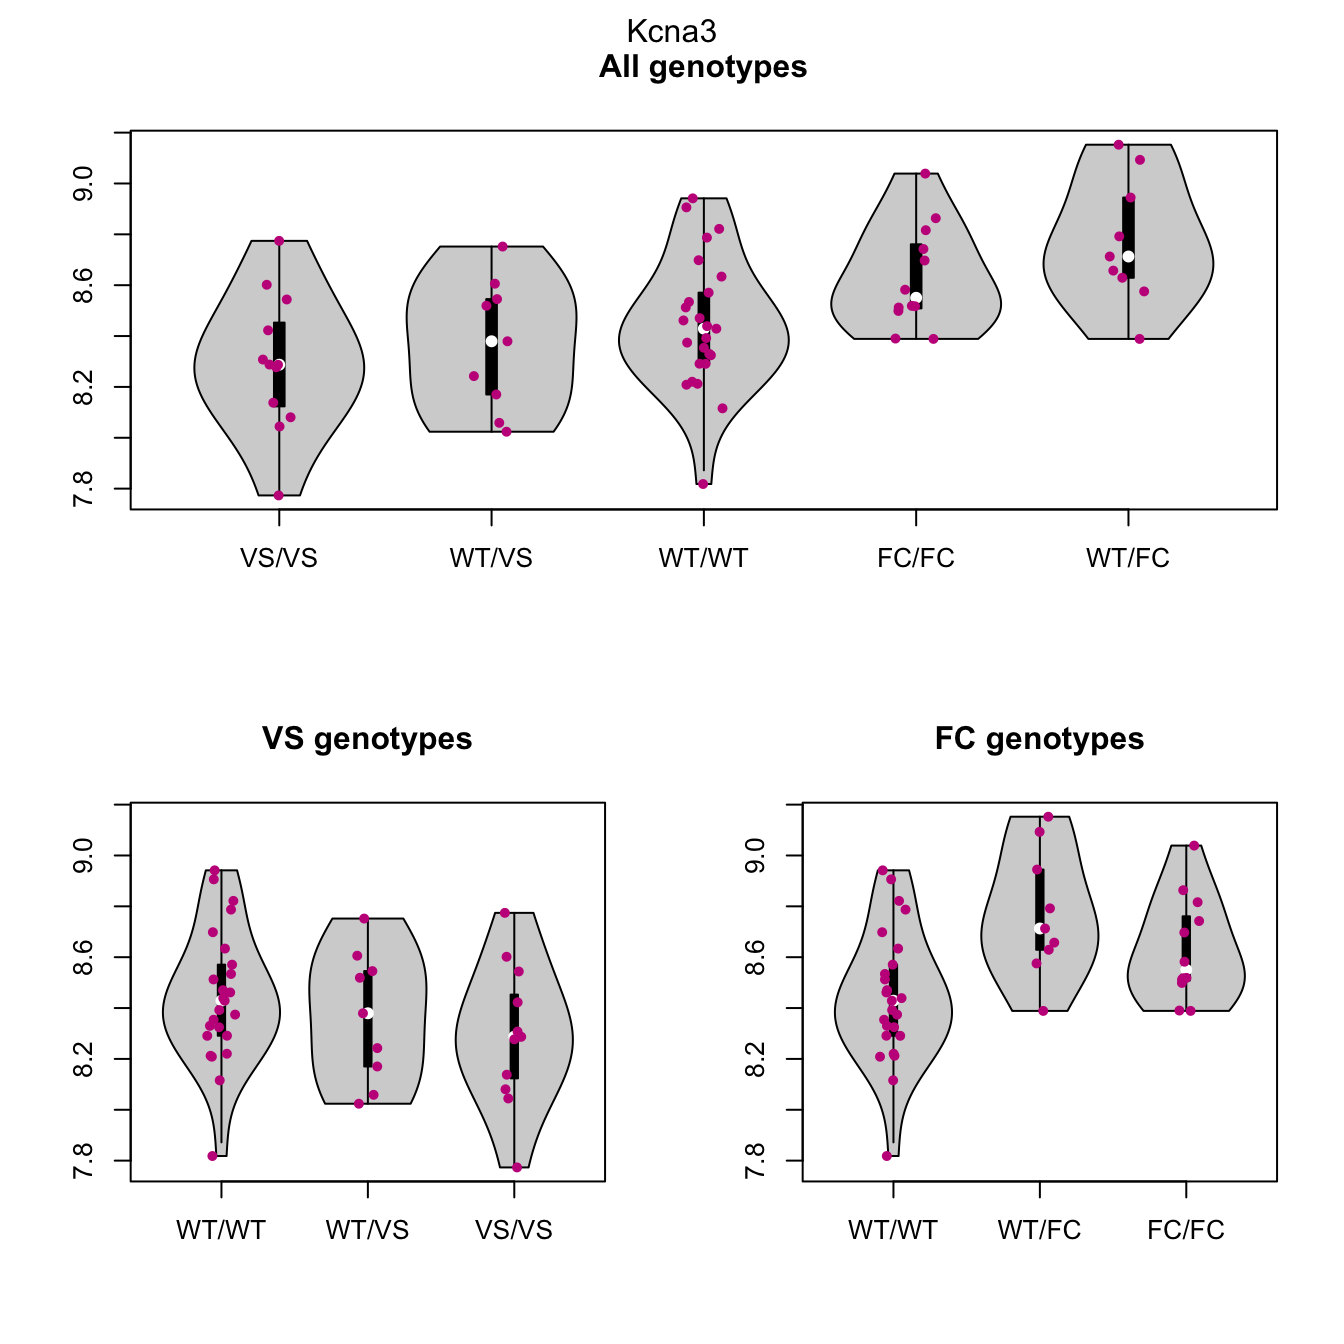 Kcna3
All genotypes
9.0
8.6
8.2
7.8
VS/VS WT/VS WT/WT FC/FC WT/FC
VS genotypes
9.0
8.6
8.2
7.8
WT/WT WT/VS VS/VS
FC genotypes
9.0
8.6
8.2
7.8
WT/WT WT/FC FC/FC